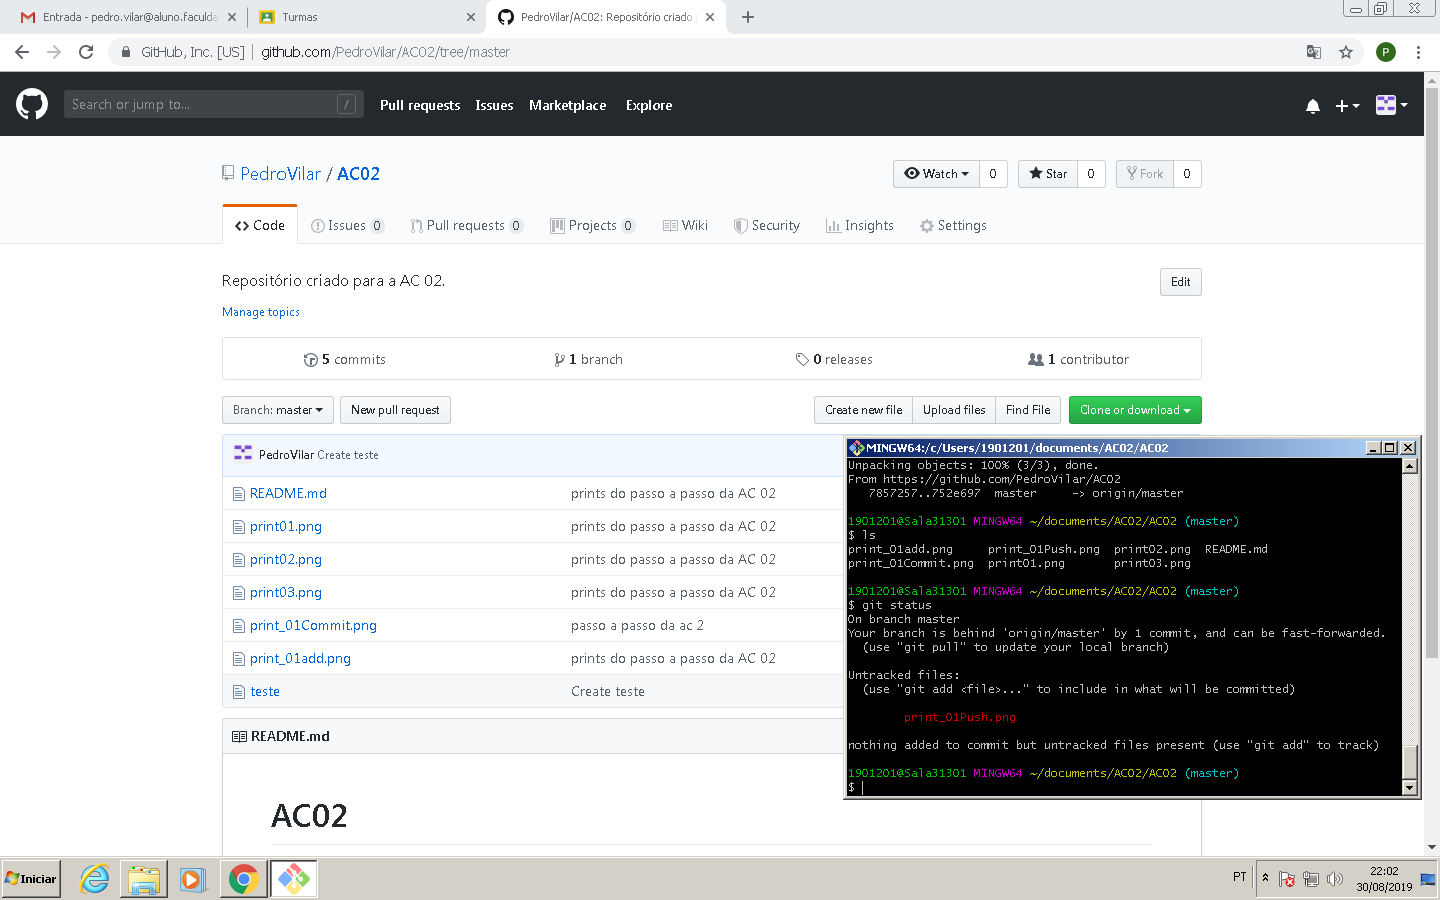 Entrada - pedro.vilar@aluno.faculda
Turmas
PedroVilar/AC02: Repositório criado
GitHub, Inc. [US] | github.com/PedroVilar/AC02/tree/master
P
Search or jump to... /
Pull requests Issues Marketplace Explore
PedroVilar / AC02
Watch 0 Star 0 Fork 0
Code Issues 0 Pull requests 0 Projects 0 Wiki Security Insights Settings
Repositório criado para a AC 02.
Edit
Manage topics
5 commits 1 branch 0 releases 1 contributor
Branch: master New pull request Create new file Upload files Find File Clone or download
PedroVilar Create teste
README.md prints do passo a passo da AC 02
print01.png prints do passo a passo da AC 02
print02.png prints do passo a passo da AC 02
print03.png prints do passo a passo da AC 02
print_01Commit.png passo a passo da ac 2
print_01add.png prints do passo a passo da AC 02
teste Create teste
README.md
AC02
MINGW64:/c/Users/1901201/documents/AC02/AC02
Unpacking objects: 100% (3/3), done.
From https://github.com/PedroVilar/AC02
7857257..752e697 master -> origin/master
1901201@Sala31301 MINGW64 ~/documents/AC02/AC02 (master)
$ ls
print_01add.png print_01Push.png print02.png README.md
print_01Commit.png print01.png print03.png
1901201@Sala31301 MINGW64 ~/documents/AC02/AC02 (master)
$ git status
On branch master
Your branch is behind 'origin/master' by 1 commit, and can be fast-forwarded.
(use "git pull" to update your local branch)
Untracked files:
(use "git add <file>..." to include in what will be committed)
print_01Push.png
nothing added to commit but untracked files present (use "git add" to track)
1901201@Sala31301 MINGW64 ~/documents/AC02/AC02 (master)
$
Iniciar
PT
22:02
30/08/2019